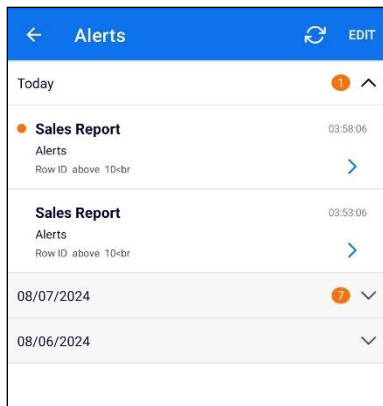 Alerts EDIT
Today 1
Sales Report 03:58:06
Alerts
Row ID above 10<br
Sales Report 03:53:06
Alerts
Row ID above 10<br
08/07/2024 7
08/06/2024